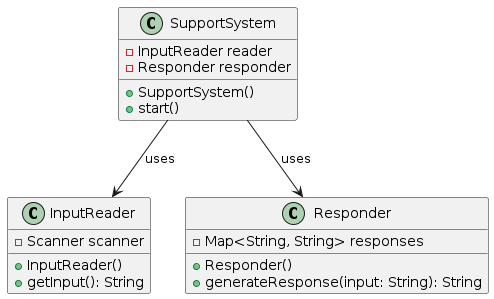 C SupportSystem
InputReader reader
Responder responder
SupportSystem()
start()
uses
uses
C InputReader
Scanner scanner
InputReader()
getInput(): String
C Responder
Map<String, String> responses
Responder()
generateResponse(input: String): String